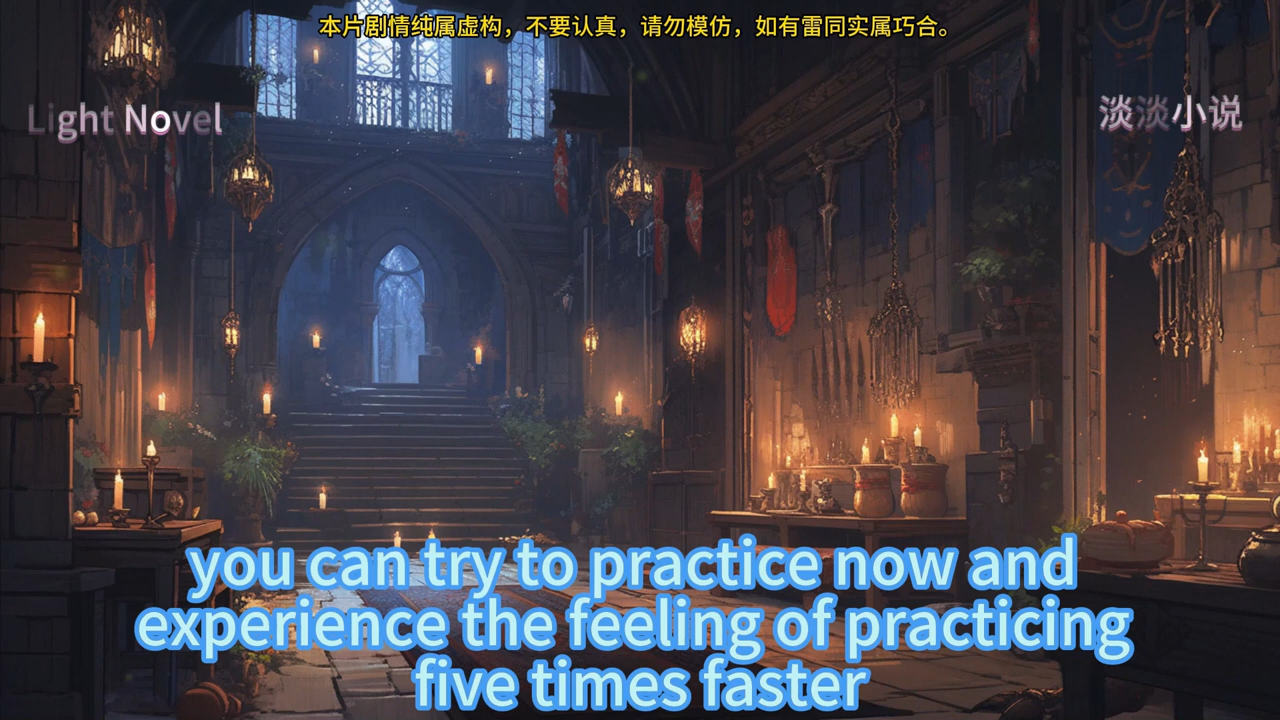 本片剧情纯属虚构，不要认真，请勿模仿，如有雷同实属巧合。
Light Novel
淡淡小说
you can try to practice now and
experience the feeling of practicing
five times faster